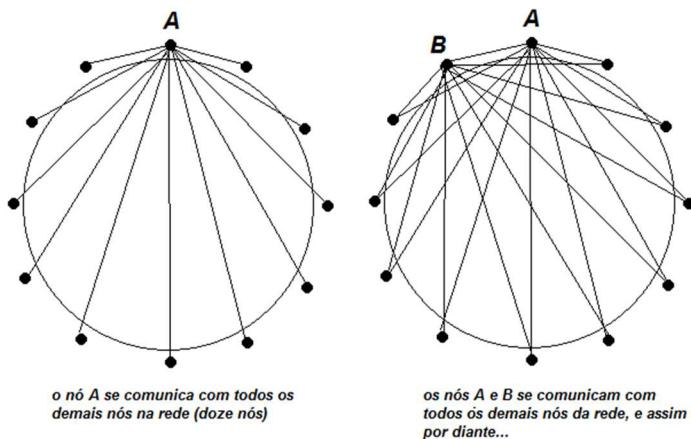 A
B
A
o nó A se comunica com todos os
demais nós na rede (doze nós)
os nós A e B se comunicam com
todos os demais nós da rede, e assim
por diante...